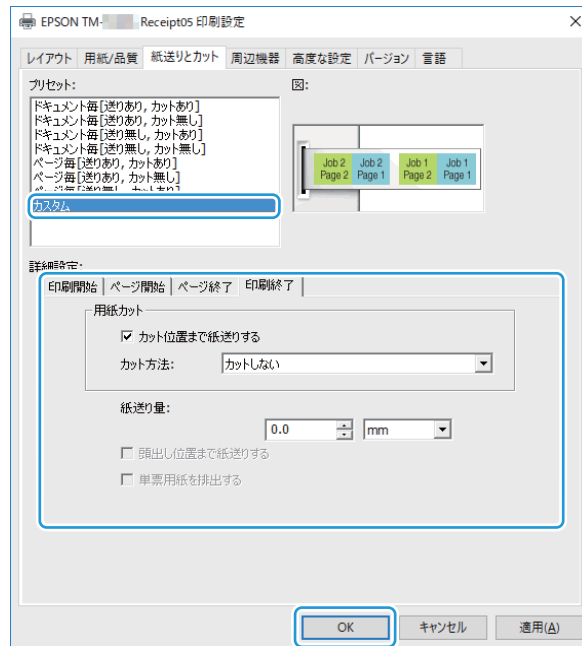 EPSON TM- Receipt05 印刷設定
レイアウト 用紙/品質 紙送りとカット 周辺機器 高度な設定 バージョン 言語
プリセット:
図:
ドキュメント毎[送りあり, カットあり]
ドキュメント毎[送りあり, カット無し]
ドキュメント毎[送り無し, カットあり]
ドキュメント毎[送り無し, カット無し]
ページ毎[送りあり, カットあり]
ページ毎[送りあり, カット無し]
カスタム
Job 2 Job 2 Job 1 Job 1
Page 2 Page 1 Page 2 Page 1
詳細設定:
印刷開始 ページ開始 ページ終了 印刷終了
用紙カット
カット位置まで紙送りする
カット方法: カットしない
紙送り量:
0.0 mm
頭出し位置まで紙送りする
単票用紙を排出する
OK キャンセル 適用(A)